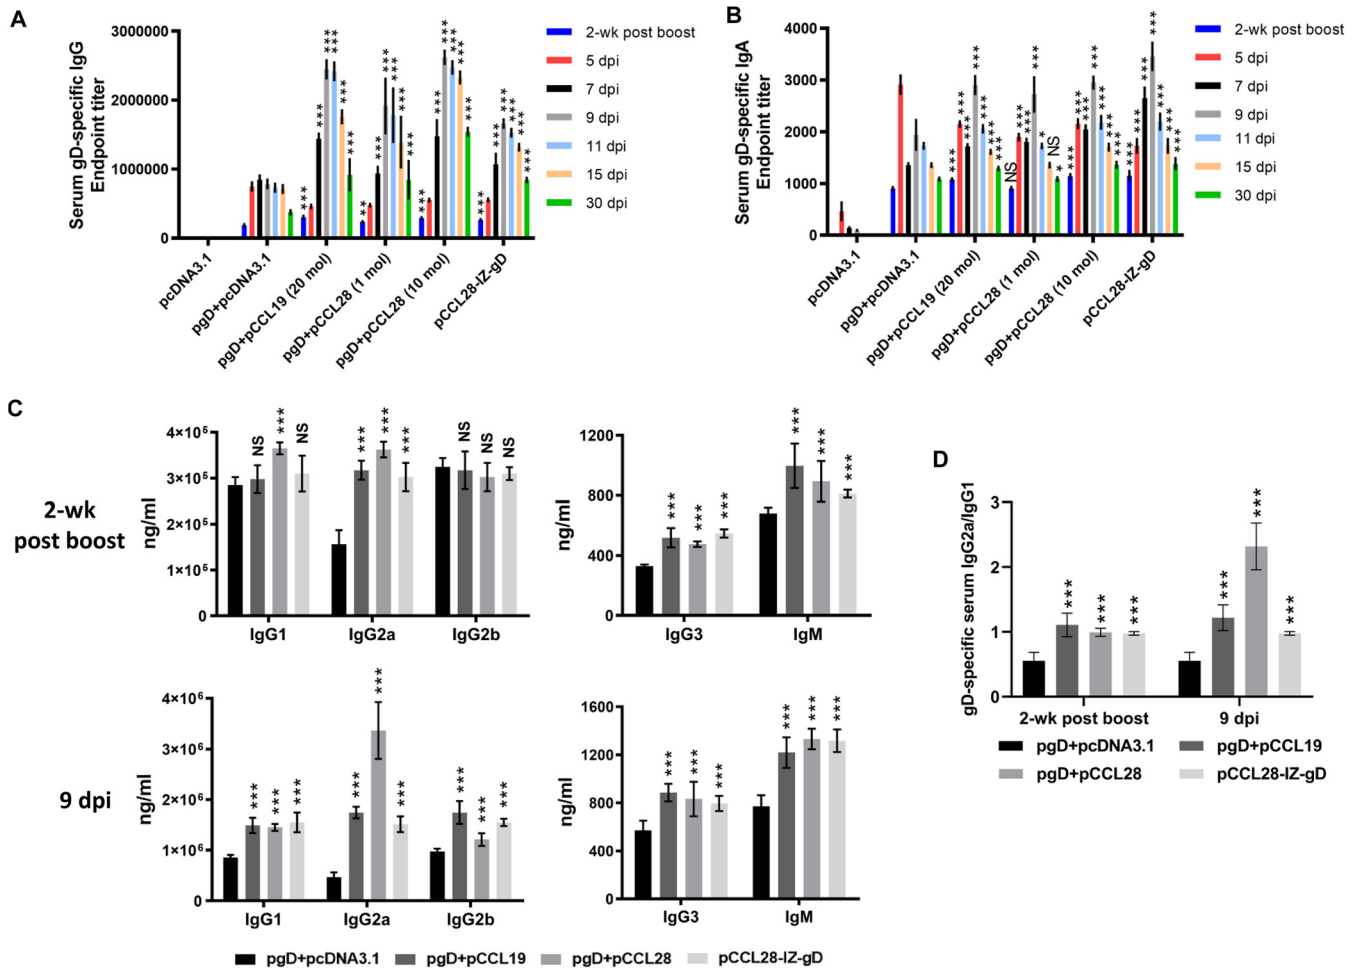 A
Serum gD-specific IgG
Endpoint titer
3000000
2000000
1000000
0
pcDNA3.1
pgD+pcDNA3.1
pgD+pCCL19 (20 mol)
pgD+pCCL28 (1 mol)
pgD+pCCL28 (10 mol)
pCCL28-IZ-gD
2-wk post boost
5 dpi
7 dpi
9 dpi
11 dpi
15 dpi
30 dpi
B
Serum gD-specific IgA
Endpoint titer
4000
3000
2000
1000
0
NS
NS
pcDNA3.1
pgD+pcDNA3.1
pgD+pCCL19 (20 mol)
pgD+pCCL28 (1 mol)
pgD+pCCL28 (10 mol)
pCCL28-IZ-gD
2-wk post boost
5 dpi
7 dpi
9 dpi
11 dpi
15 dpi
30 dpi
C
2-wk
post boost
ng/ml
4×10⁵
3×10⁵
2×10⁵
1×10⁵
0
NS *** NS
*** *** ***
NS NS NS
IgG1 IgG2a IgG2b
ng/ml
1200
800
400
0
*** *** ***
*** *** ***
IgG3 IgM
9 dpi
ng/ml
4×10⁶
3×10⁶
2×10⁶
1×10⁶
0
*** *** ***
*** *** ***
*** *** ***
IgG1 IgG2a IgG2b
ng/ml
1600
1200
800
400
0
*** *** ***
*** *** ***
IgG3 IgM
pgD+pcDNA3.1 pgD+pCCL19 pgD+pCCL28 pCCL28-IZ-gD
D
gD-specific serum IgG2a/IgG1
3
2
1
0
*** *** ***
*** *** ***
2-wk post boost 9 dpi
pgD+pcDNA3.1 pgD+pCCL19
pgD+pCCL28 pCCL28-IZ-gD